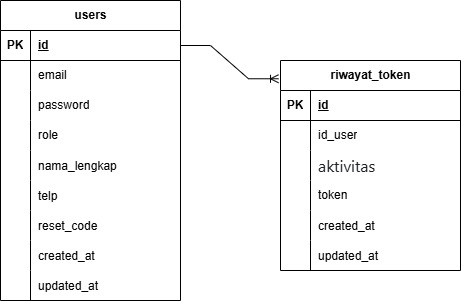 users
PK id
email
password
role
nama_lengkap
telp
reset_code
created_at
updated_at
riwayat_token
PK id
id_user
aktivitas
token
created_at
updated_at